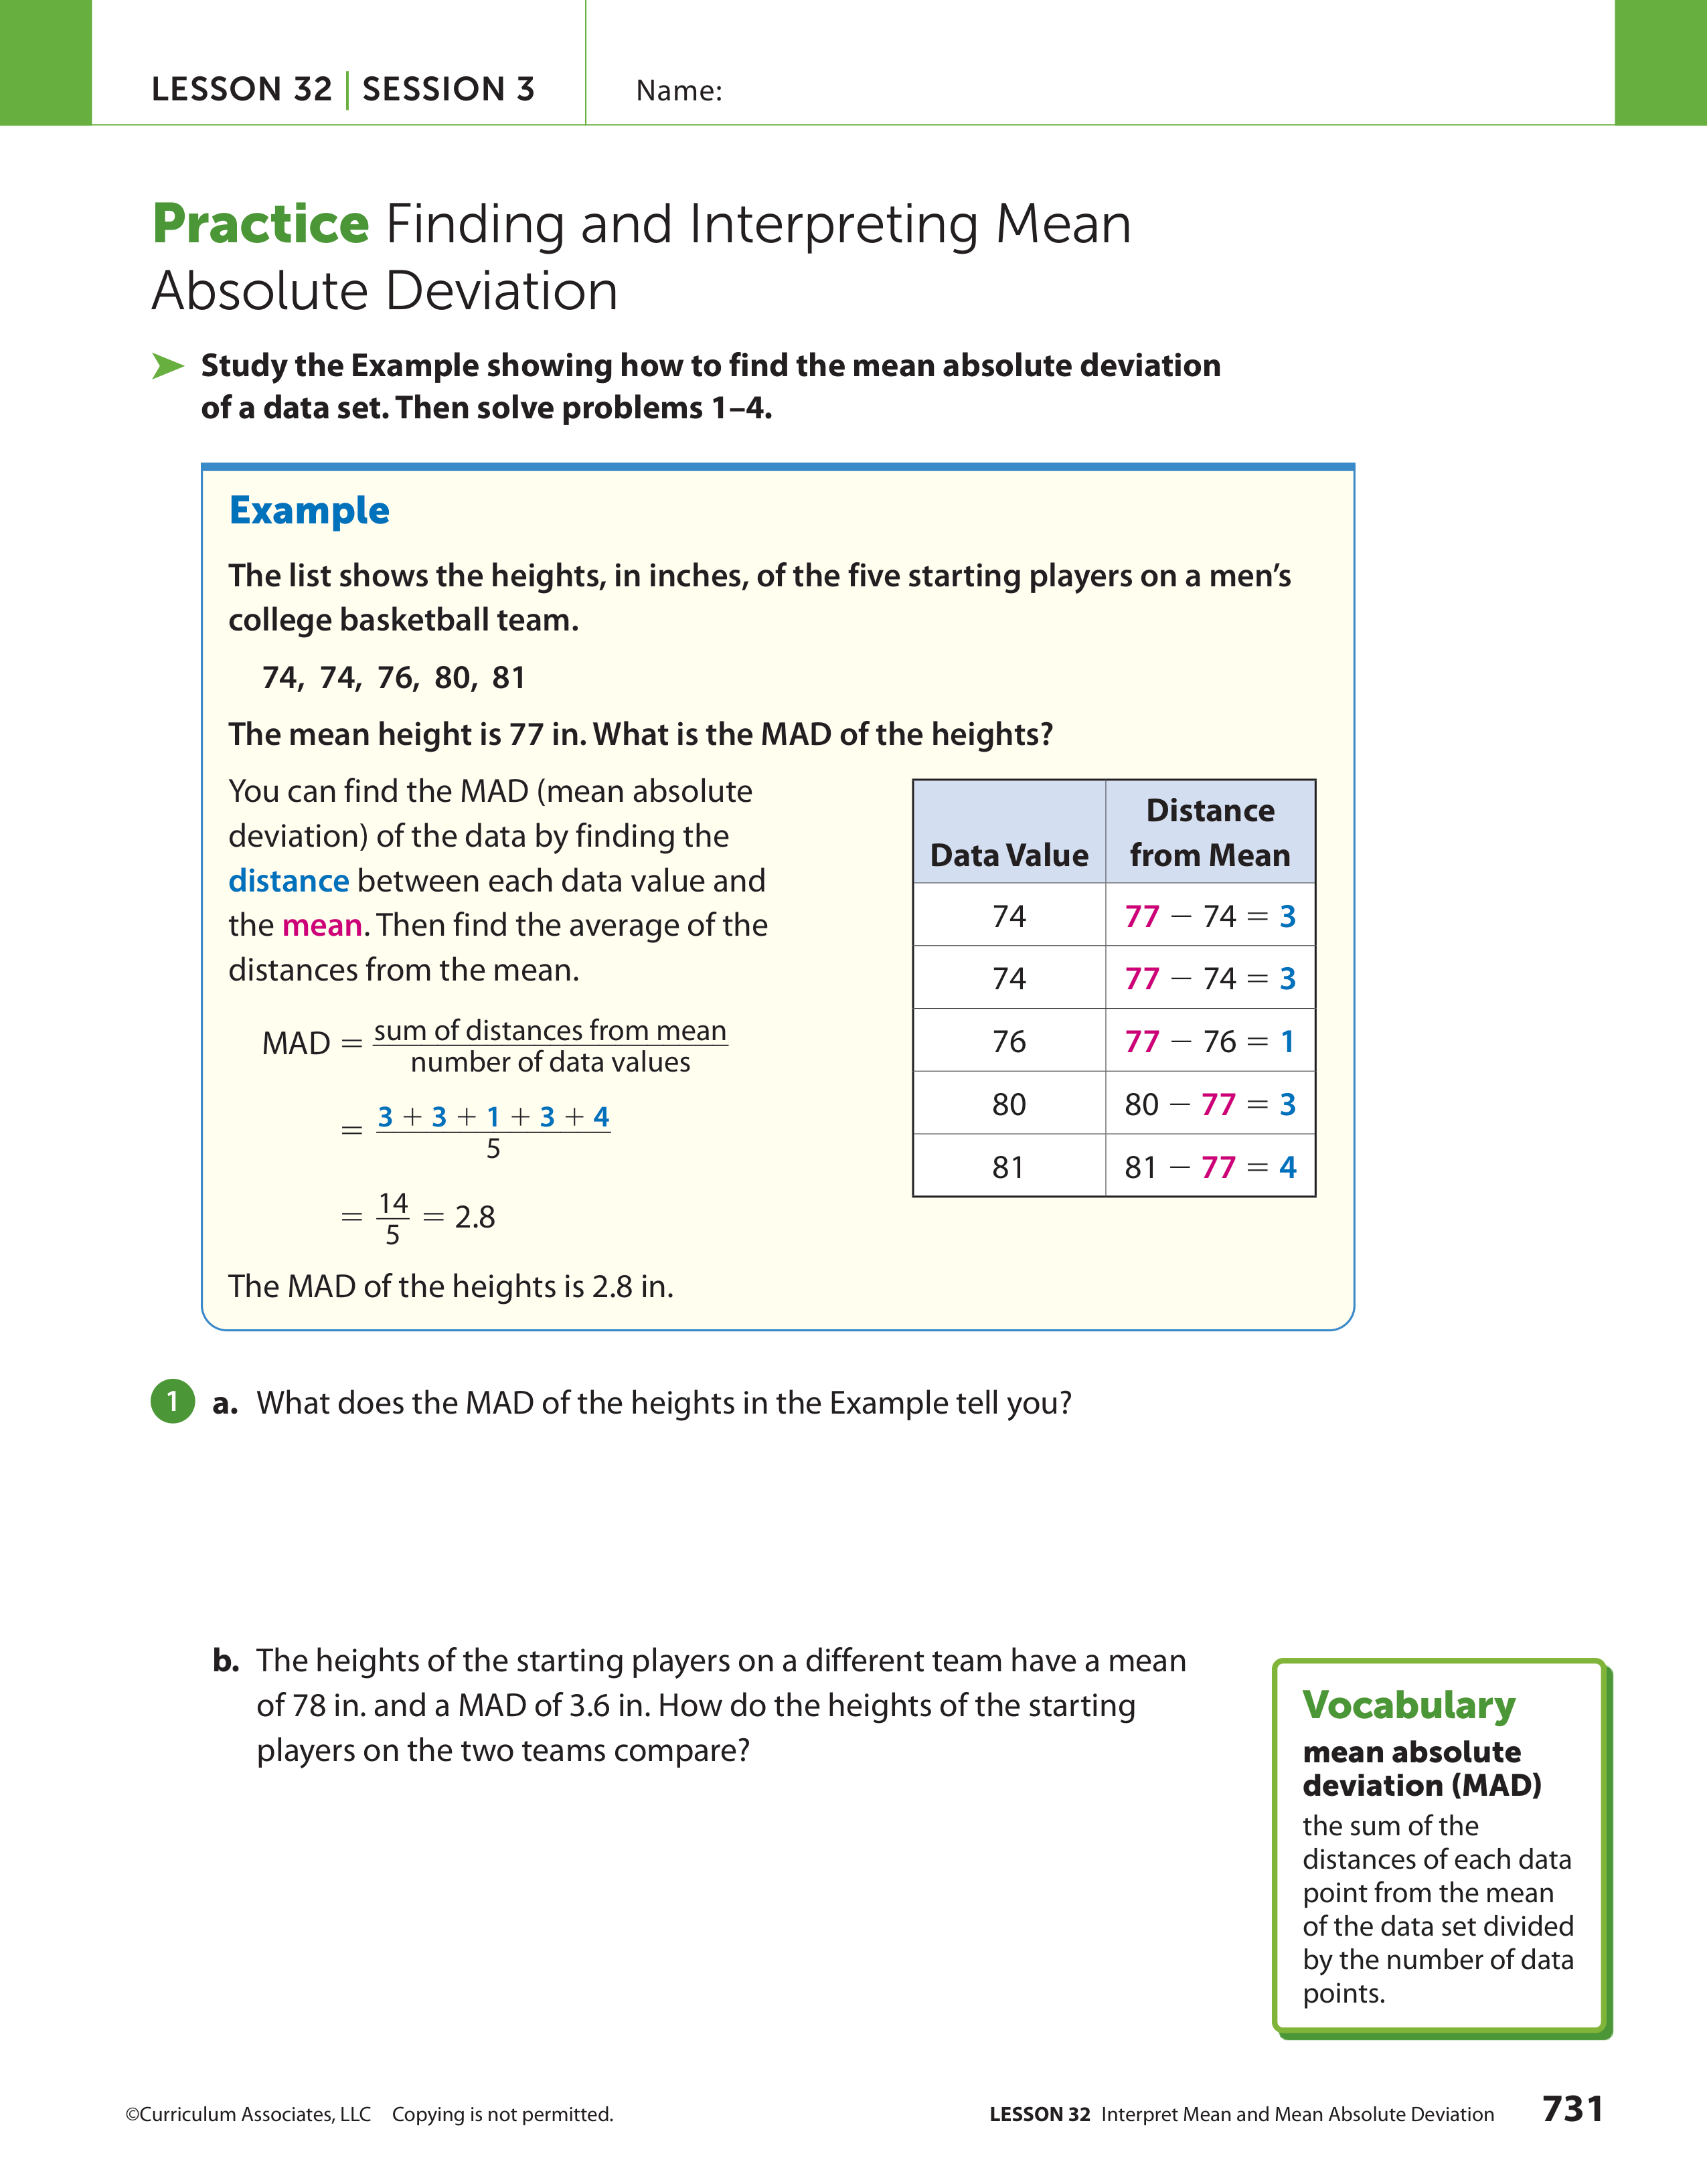 LESSON 32 | SESSION 3
Name:
Practice Finding and Interpreting Mean
Absolute Deviation
➤ Study the Example showing how to find the mean absolute deviation
of a data set. Then solve problems 1–4.
Example
The list shows the heights, in inches, of the five starting players on a men’s
college basketball team.
74, 74, 76, 80, 81
The mean height is 77 in. What is the MAD of the heights?
You can find the MAD (mean absolute
deviation) of the data by finding the
distance between each data value and
the mean. Then find the average of the
distances from the mean.
MAD = sum of distances from mean
number of data values
= 3 + 3 + 1 + 3 + 4
5
= 14
5
= 2.8
The MAD of the heights is 2.8 in.
Distance
Data Value from Mean
74 77 − 74 = 3
74 77 − 74 = 3
76 77 − 76 = 1
80 80 − 77 = 3
81 81 − 77 = 4
1 a. What does the MAD of the heights in the Example tell you?
b. The heights of the starting players on a different team have a mean
of 78 in. and a MAD of 3.6 in. How do the heights of the starting
players on the two teams compare?
Vocabulary
mean absolute
deviation (MAD)
the sum of the
distances of each data
point from the mean
of the data set divided
by the number of data
points.
©Curriculum Associates, LLC Copying is not permitted.
LESSON 32 Interpret Mean and Mean Absolute Deviation 731